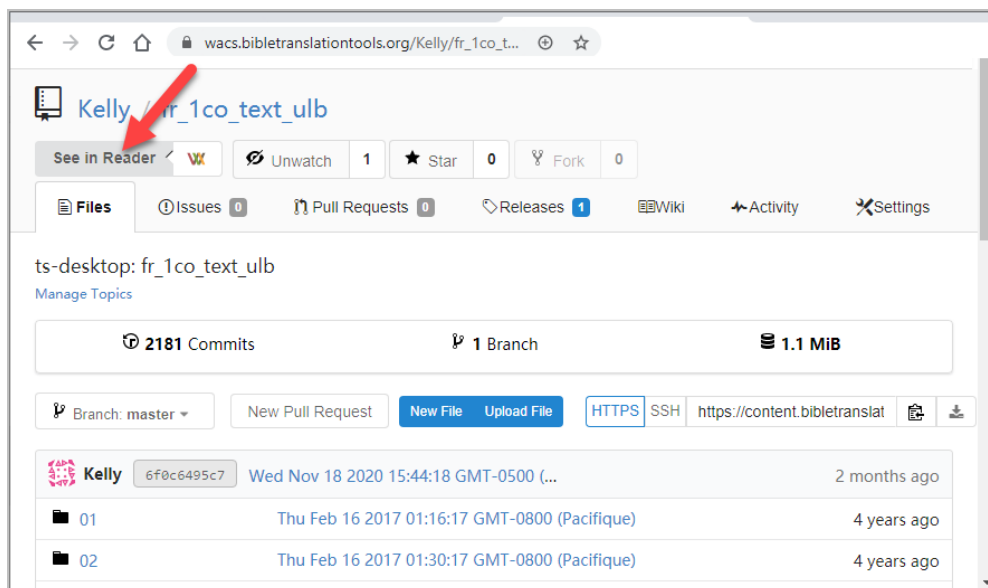 wacs.bibletranslationtools.org/Kelly/fr_1co_t...
Kelly / fr_1co_text_ulb
See in Reader Unwatch 1 Star 0 Fork 0
Files Issues 0 Pull Requests 0 Releases 1 Wiki Activity Settings
ts-desktop: fr_1co_text_ulb
Manage Topics
2181 Commits 1 Branch 1.1 MiB
Branch: master New Pull Request New File Upload File HTTPS SSH https://content.bibletranslat
Kelly 6f0c6495c7 Wed Nov 18 2020 15:44:18 GMT-0500 (... 2 months ago
01 Thu Feb 16 2017 01:16:17 GMT-0800 (Pacifique) 4 years ago
02 Thu Feb 16 2017 01:30:17 GMT-0800 (Pacifique) 4 years ago